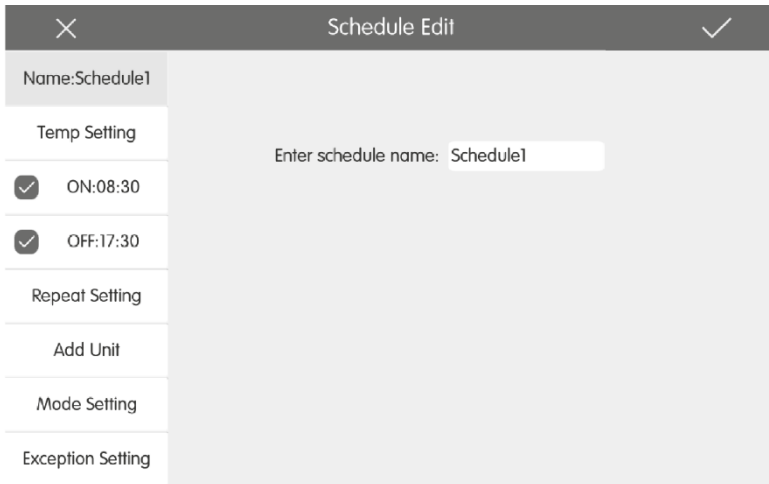 Schedule Edit
Name:Schedule1
Temp Setting
Enter schedule name: Schedule1
ON:08:30
OFF:17:30
Repeat Setting
Add Unit
Mode Setting
Exception Setting